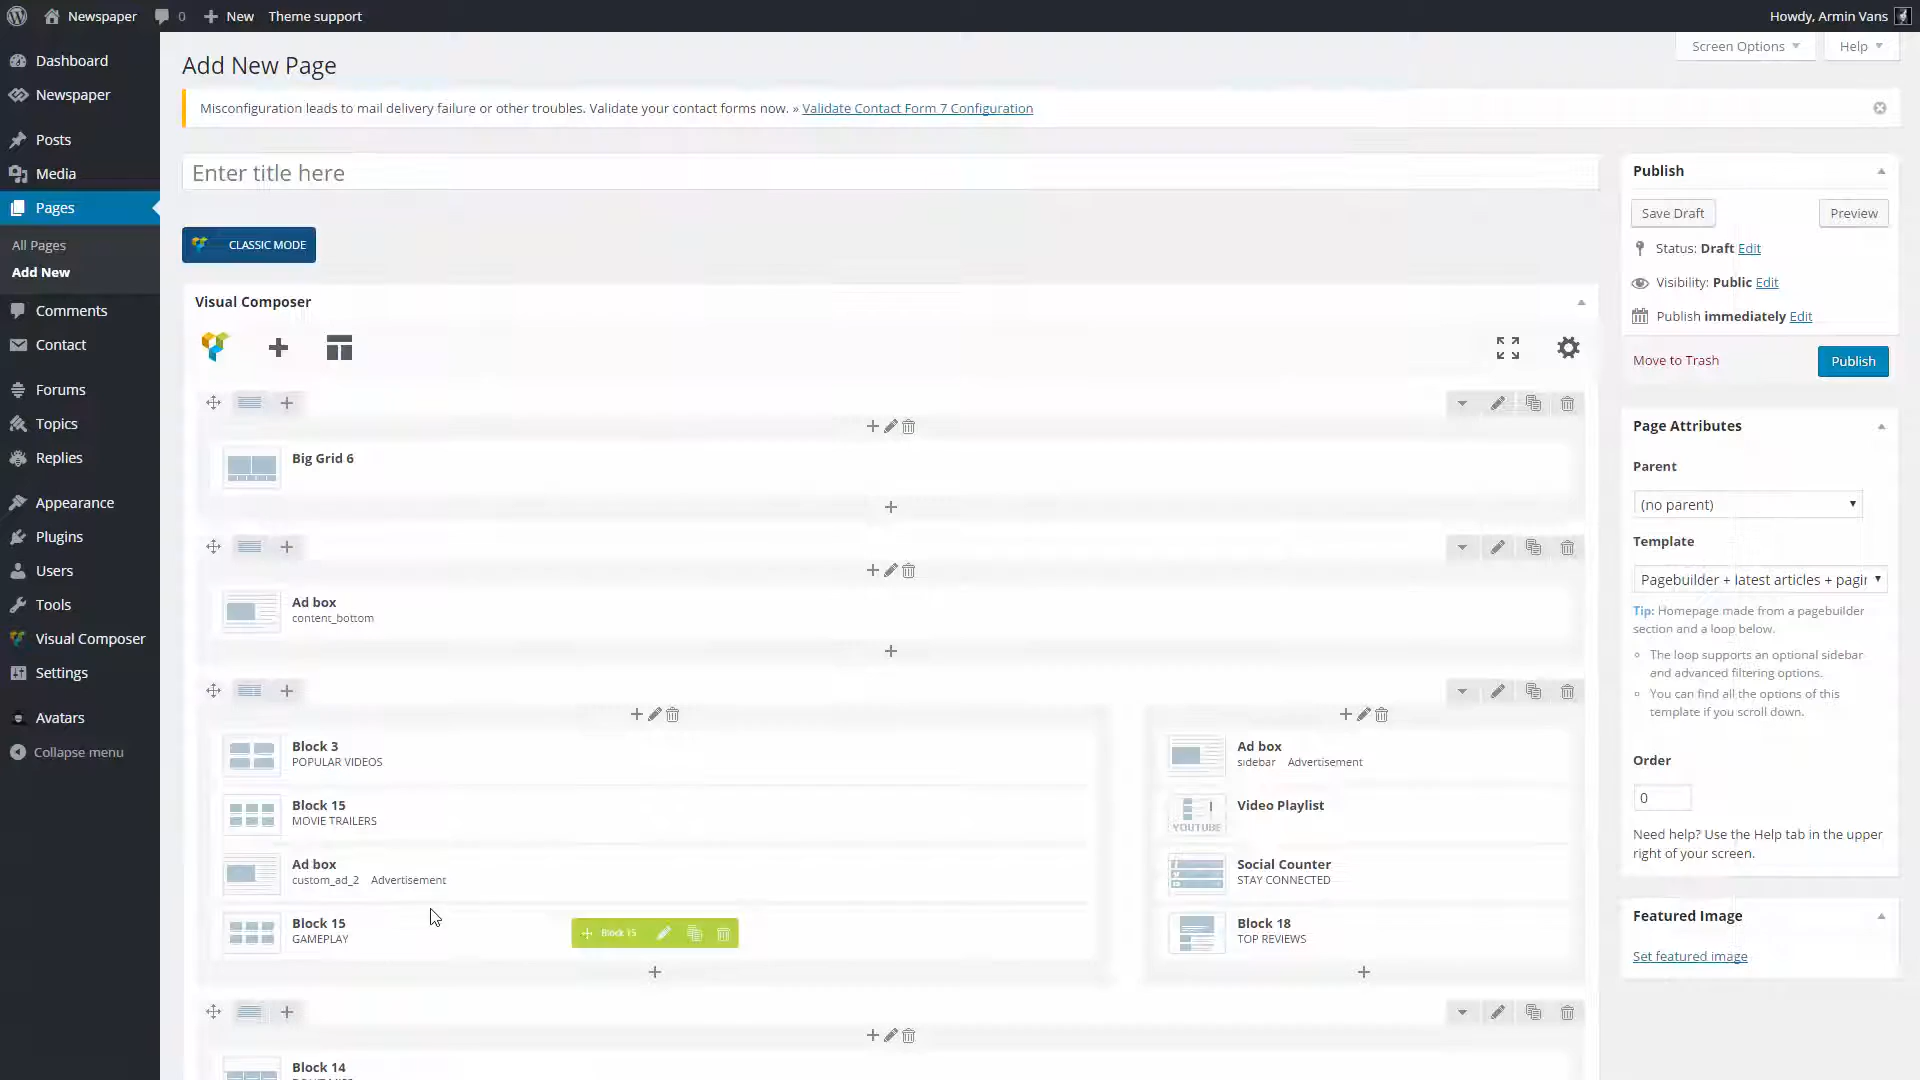 Newspaper
0
New
Theme support
Howdy, Armin Vans
Dashboard
Newspaper
Posts
Media
Pages
All Pages
Add New
Comments
Contact
Forums
Topics
Replies
Appearance
Plugins
Users
Tools
Visual Composer
Settings
Avatars
Collapse menu
Screen Options
Help
Add New Page
Misconfiguration leads to mail delivery failure or other troubles. Validate your contact forms now. » Validate Contact Form 7 Configuration
Enter title here
CLASSIC MODE
Visual Composer
Big Grid 6
Ad box
content_bottom
Block 3
POPULAR VIDEOS
Block 15
MOVIE TRAILERS
Ad box
custom_ad_2 Advertisement
Block 15
GAMEPLAY
Block 15
Ad box
sidebar Advertisement
YOUTUBE
Video Playlist
Social Counter
STAY CONNECTED
Block 18
TOP REVIEWS
Block 14
Publish
Save Draft
Preview
Status: Draft Edit
Visibility: Public Edit
Publish immediately Edit
Move to Trash
Publish
Page Attributes
Parent
(no parent)
Template
Pagebuilder + latest articles + pagin
Tip: Homepage made from a pagebuilder
section and a loop below.
The loop supports an optional sidebar
and advanced filtering options.
You can find all the options of this
template if you scroll down.
Order
0
Need help? Use the Help tab in the upper
right of your screen.
Featured Image
Set featured image